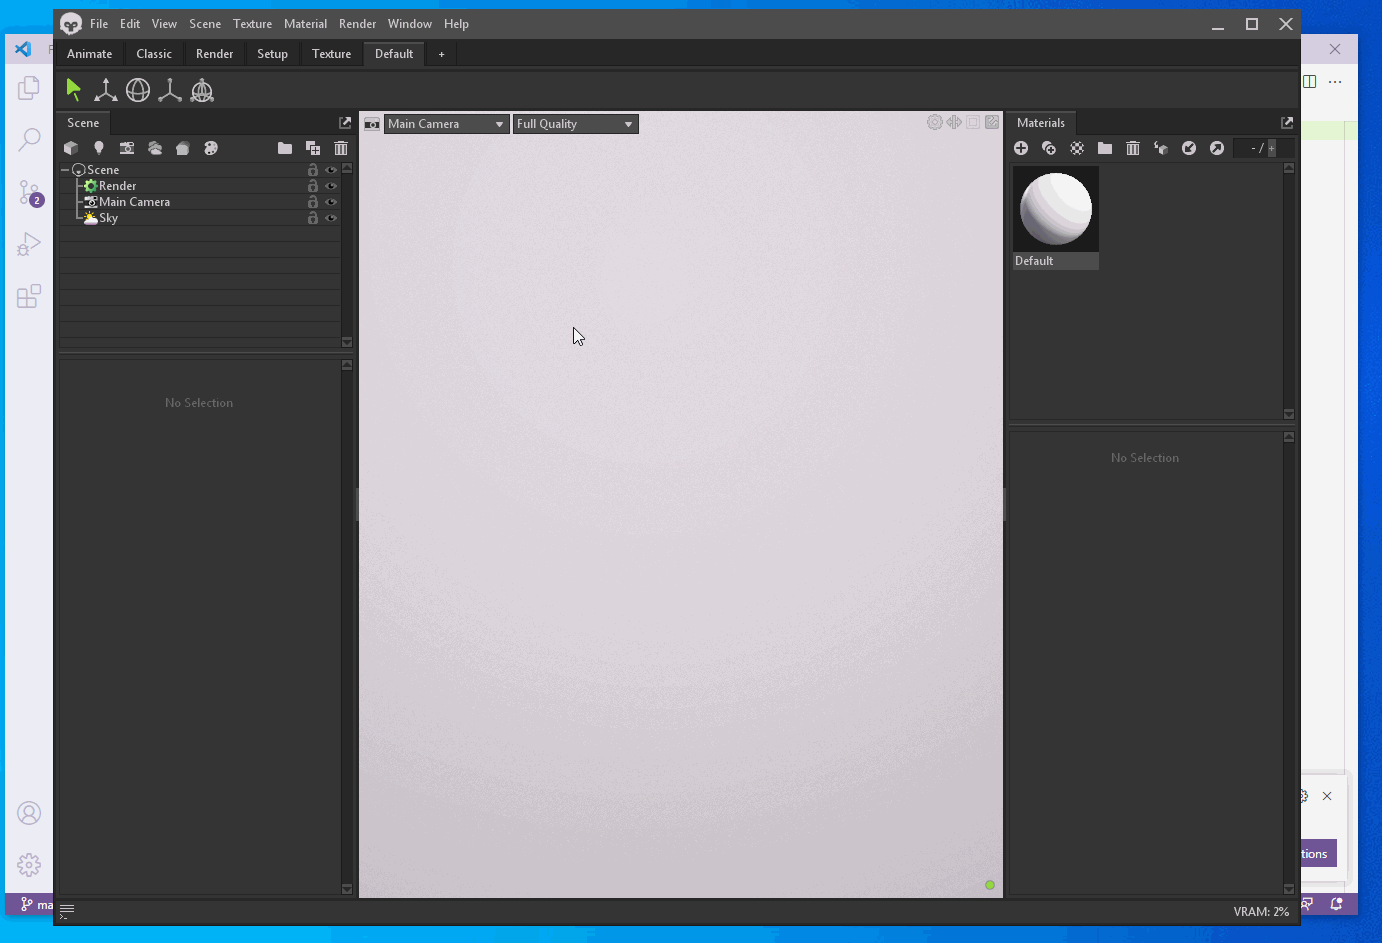 File Edit View Scene Texture Material Render Window Help
Animate Classic Render Setup Texture Default +
Scene
Main Camera
Full Quality
Materials
- / +
Scene
Render
Main Camera
Sky
Default
No Selection
No Selection
2
tions
ma
VRAM: 2%